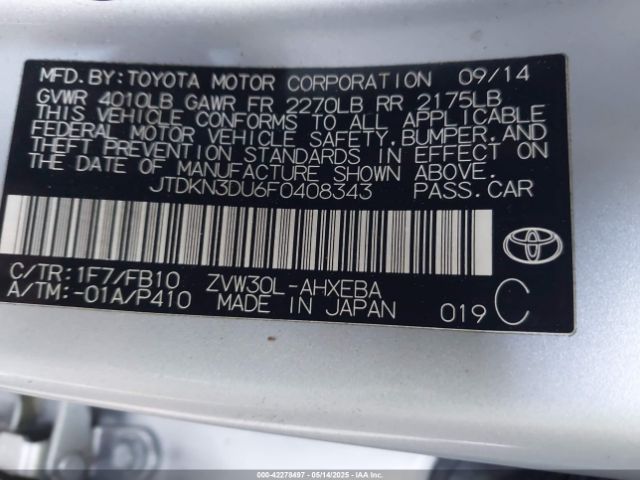 MFD. BY: TOYOTA MOTOR CORPORATION 09/14
GVWR 4010LB GAWR FR 2270LB RR 2175LB
THIS VEHICLE CONFORMS TO ALL APPLICABLE
FEDERAL MOTOR VEHICLE SAFETY, BUMPER, AND
THEFT PREVENTION STANDARDS IN EFFECT ON
THE DATE OF MANUFACTURE SHOWN ABOVE.
JTDKN3DU6F0408343 PASS. CAR
C/TR: 1F7/FB10 ZVW30L-AHXEBA
A/TM: -01A/P410 MADE IN JAPAN 019 C
000-42278497 - 05/14/2025 - IAA Inc.